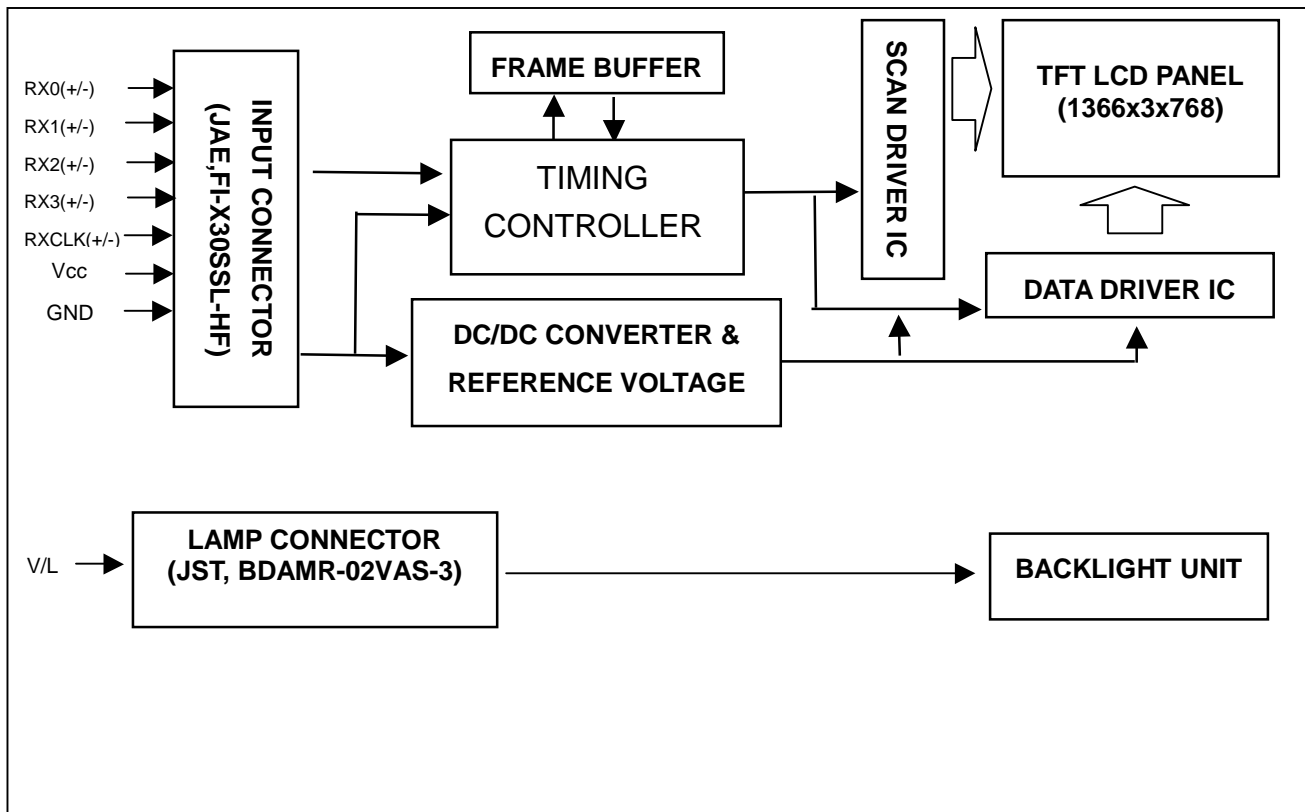 RX0(+/-)
RX1(+/-)
RX2(+/-)
RX3(+/-)
RXCLK(+/-)
Vcc
GND
INPUT CONNECTOR
(JAE,FI-X30SSL-HF)
FRAME BUFFER
TIMING
CONTROLLER
DC/DC CONVERTER &
REFERENCE VOLTAGE
SCAN DRIVER IC
TFT LCD PANEL
(1366x3x768)
DATA DRIVER IC
V/L
LAMP CONNECTOR
(JST, BDAMR-02VAS-3)
BACKLIGHT UNIT